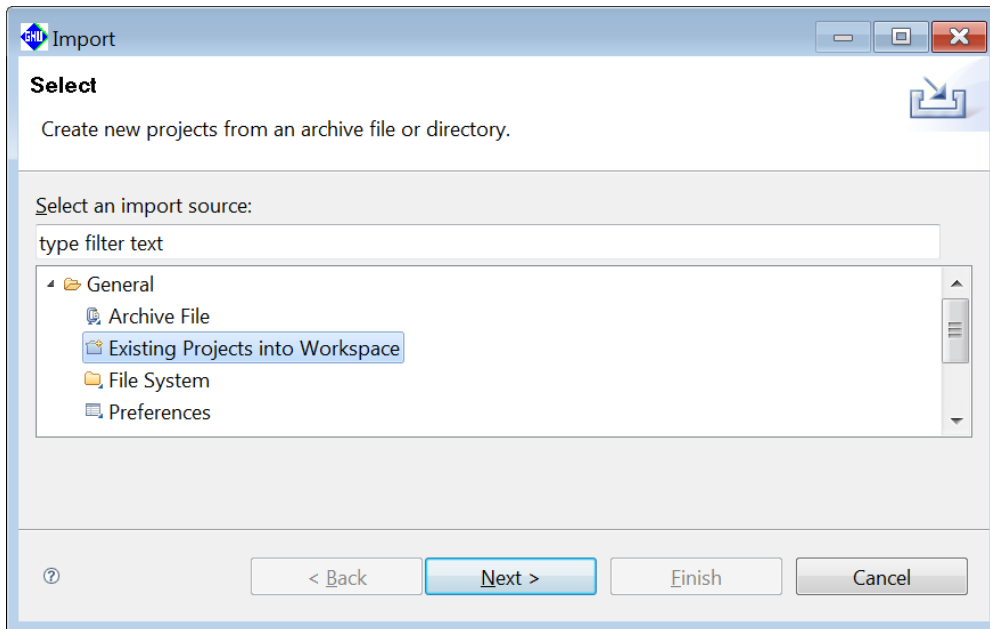 GHU Import
Select
Create new projects from an archive file or directory.
Select an import source:
type filter text
General
Archive File
Existing Projects into Workspace
File System
Preferences
< Back Next > Finish Cancel